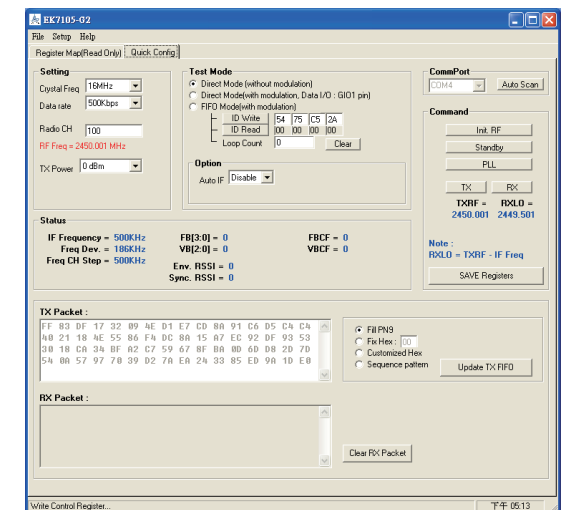 EK7105-G2
File Setup Help
Register Map(Read Only) Quick Config
Setting
Crystal Freq 16MHz
Data rate 500Kbps
Radio CH 100
RF Freq = 2450.001 MHz
TX Power 0 dBm
Test Mode
Direct Mode (without modulation)
Direct Mode(with modulation, Data I/O : GIO1 pin)
FIFO Mode(with modulation)
ID Write 54 75 C5 2A
ID Read 00 00 00 00
Loop Count 0 Clear
Option
Auto IF Disable
CommPort
COM4 Auto Scan
Command
Init. RF
Standby
PLL
TX RX
TXRF = RXLO =
2450.001 2449.501
Note :
RXLO = TXRF - IF Freq
SAVE Registers
Status
IF Frequency = 500KHz FB[3:0] = 0 FBCF = 0
Freq Dev. = 186KHz VB[2:0] = 0 VBCF = 0
Freq CH Step = 500KHz
Env. RSSI = 0
Sync. RSSI = 0
TX Packet :
FF 83 DF 17 32 09 4E D1 E7 CD 8A 91 C6 D5 C4 C4
40 21 18 4E 55 86 F4 DC 8A 15 A7 EC 92 DF 93 53
30 18 CA 34 BF A2 C7 59 67 8F BA 0D 6D D8 2D 7D
54 0A 57 97 70 39 D2 7A EA 24 33 85 ED 9A 1D E0
Fill PN9
Fix Hex : 00
Customized Hex
Sequence pattern
Update TX FIFO
RX Packet :
Clear RX Packet
Write Control Register...
下午 05:13